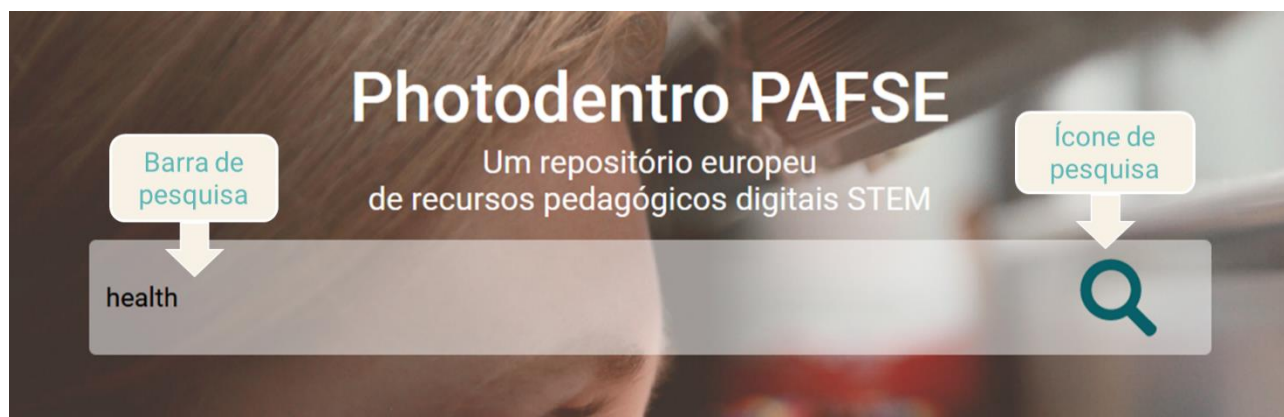 Photodentro PAFSE
Barra de
pesquisa
Um repositório europeu
de recursos pedagógicos digitais STEM
Ícone de
pesquisa
health